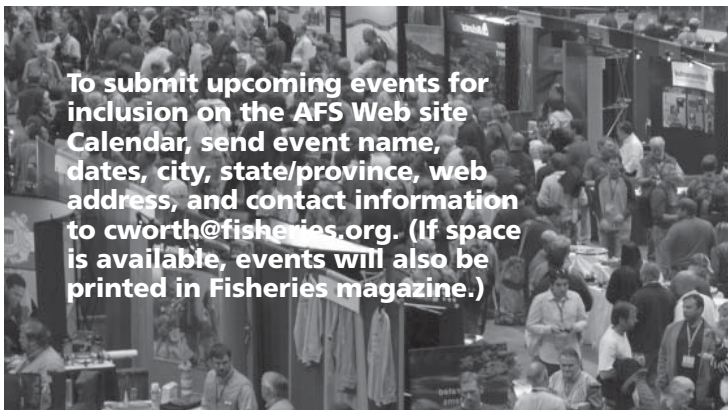 To submit upcoming events for
inclusion on the AFS Web site
Calendar, send event name,
dates, city, state/province, web
address, and contact information
to cworth@fisheries.org. (If space
is available, events will also be
printed in Fisheries magazine.)